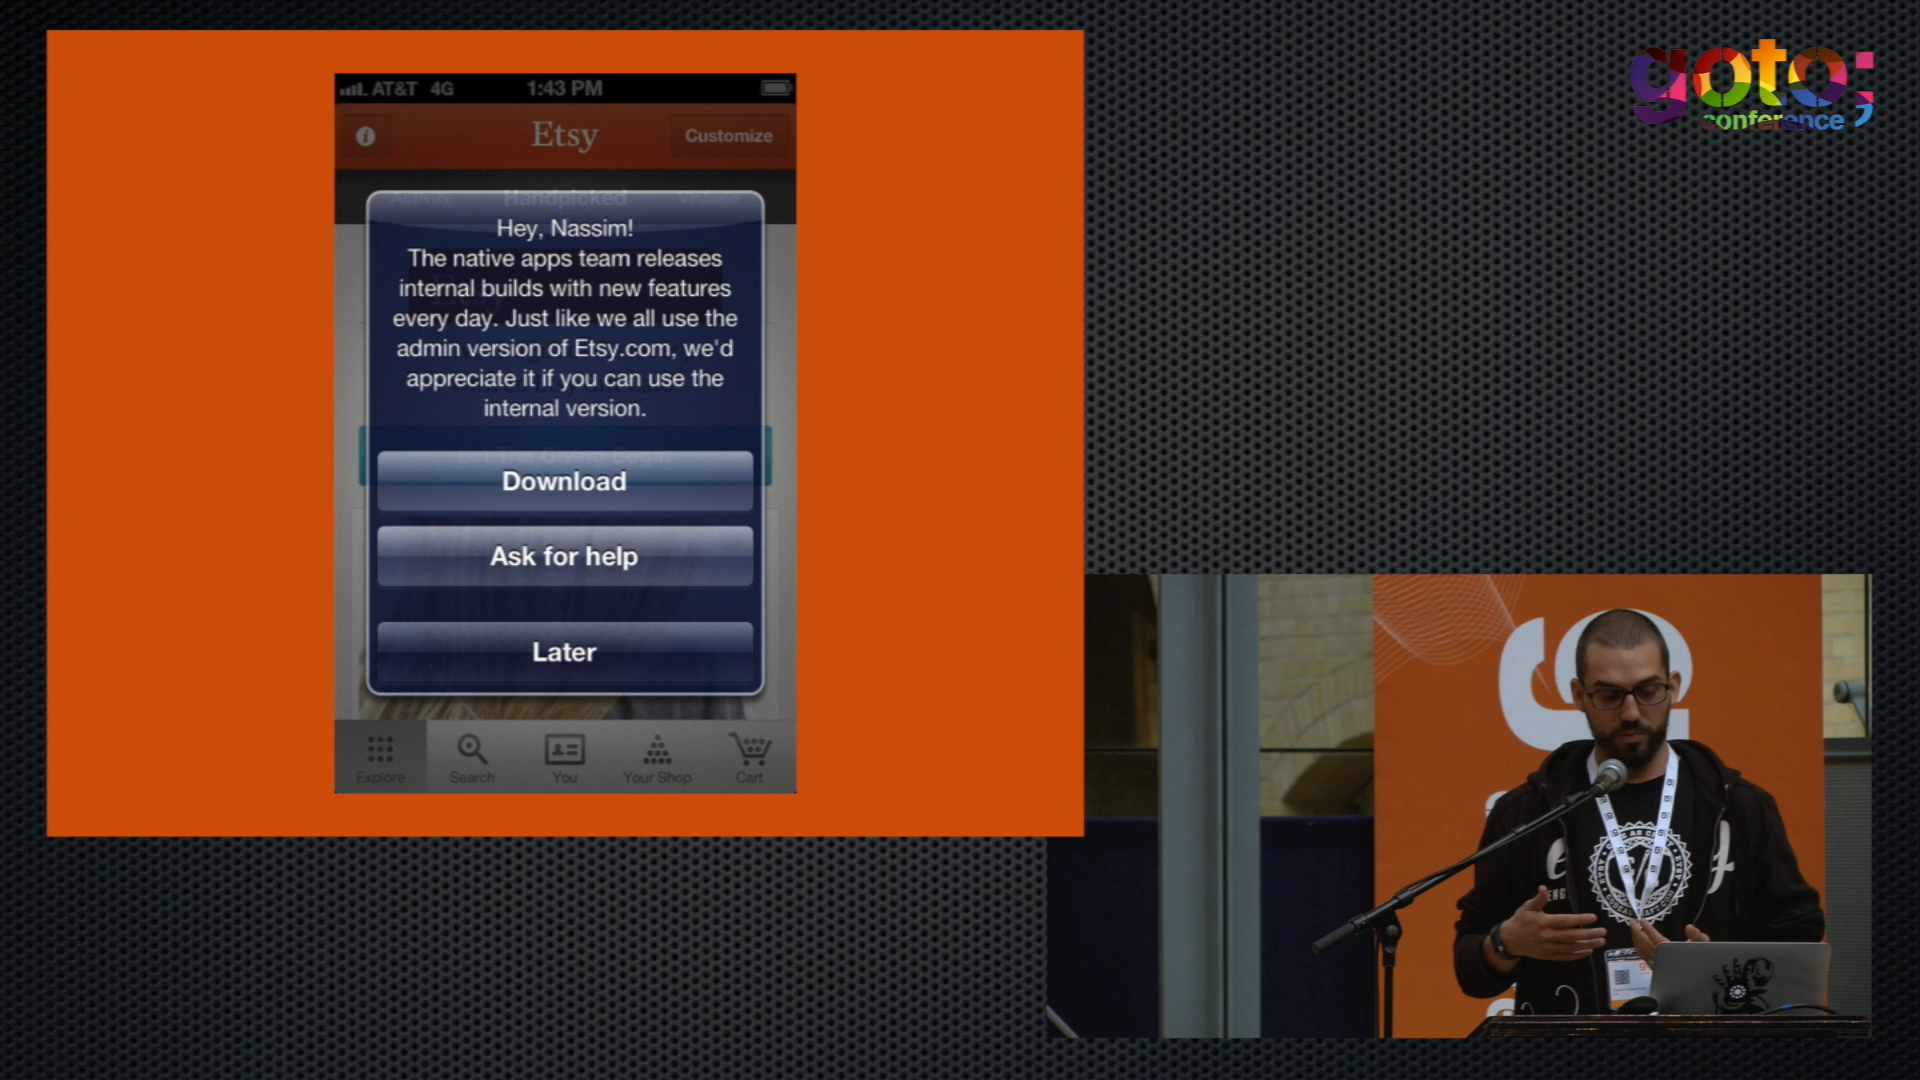 goto;
conference
AT&T 4G 1:43 PM
Etsy
Customize
Activity Handpicked
Hey, Nassim!
The native apps team releases
internal builds with new features
every day. Just like we all use the
admin version of Etsy.com, we'd
appreciate it if you can use the
internal version.
Download
Ask for help
Later
Explore Search You Your Shop Cart